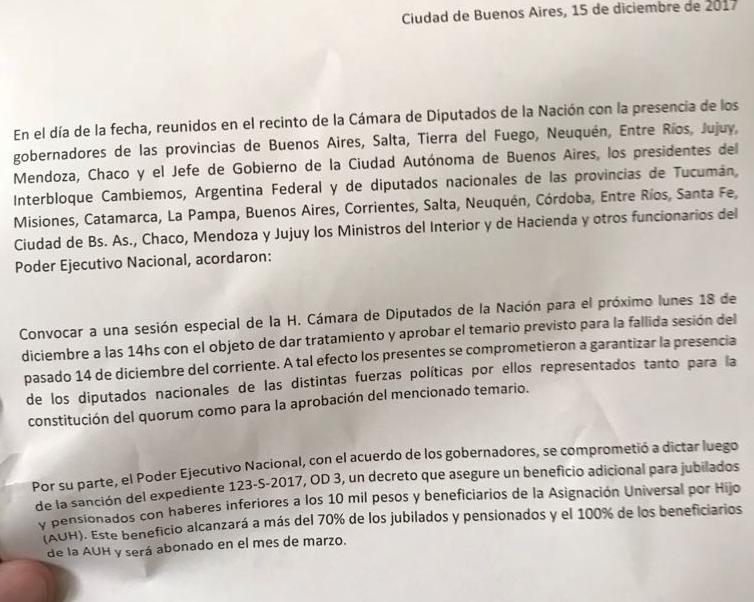 Ciudad de Buenos Aires, 15 de diciembre de 2017
En el día de la fecha, reunidos en el recinto de la Cámara de Diputados de la Nación con la presencia de los
gobernadores de las provincias de Buenos Aires, Salta, Tierra del Fuego, Neuquén, Entre Ríos, Jujuy,
Mendoza, Chaco y el Jefe de Gobierno de la Ciudad Autónoma de Buenos Aires, los presidentes del
Interbloque Cambiemos, Argentina Federal y de diputados nacionales de las provincias de Tucumán,
Misiones, Catamarca, La Pampa, Buenos Aires, Corrientes, Salta, Neuquén, Córdoba, Entre Ríos, Santa Fe,
Ciudad de Bs. As., Chaco, Mendoza y Jujuy los Ministros del Interior y de Hacienda y otros funcionarios del
Poder Ejecutivo Nacional, acordaron:
Convocar a una sesión especial de la H. Cámara de Diputados de la Nación para el próximo lunes 18 de
diciembre a las 14hs con el objeto de dar tratamiento y aprobar el temario previsto para la fallida sesión del
pasado 14 de diciembre del corriente. A tal efecto los presentes se comprometieron a garantizar la presencia
de los diputados nacionales de las distintas fuerzas políticas por ellos representados tanto para la
constitución del quorum como para la aprobación del mencionado temario.
Por su parte, el Poder Ejecutivo Nacional, con el acuerdo de los gobernadores, se comprometió a dictar luego
de la sanción del expediente 123-S-2017, OD 3, un decreto que asegure un beneficio adicional para jubilados
y pensionados con haberes inferiores a los 10 mil pesos y beneficiarios de la Asignación Universal por Hijo
(AUH). Este beneficio alcanzará a más del 70% de los jubilados y pensionados y el 100% de los beneficiarios
de la AUH y será abonado en el mes de marzo.